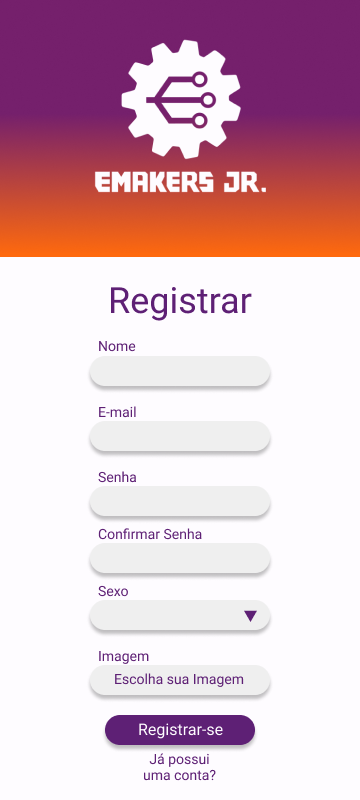 EMAKERS JR.
Registrar
Nome
E-mail
Senha
Confirmar Senha
Sexo
Imagem
Escolha sua Imagem
Registrar-se
Já possui
uma conta?